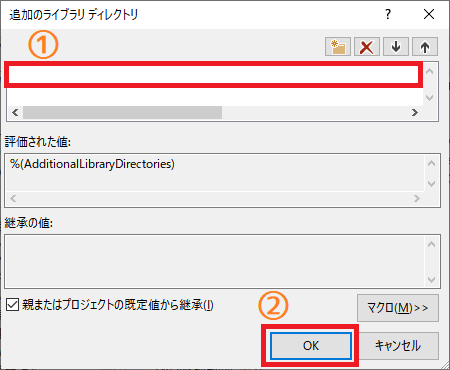 追加のライブラリ ディレクトリ
? ×
①
評価された値:
%(AdditionalLibraryDirectories)
継承の値:
親またはプロジェクトの既定値から継承(I)
②
マクロ(M)>>
OK
キャンセル